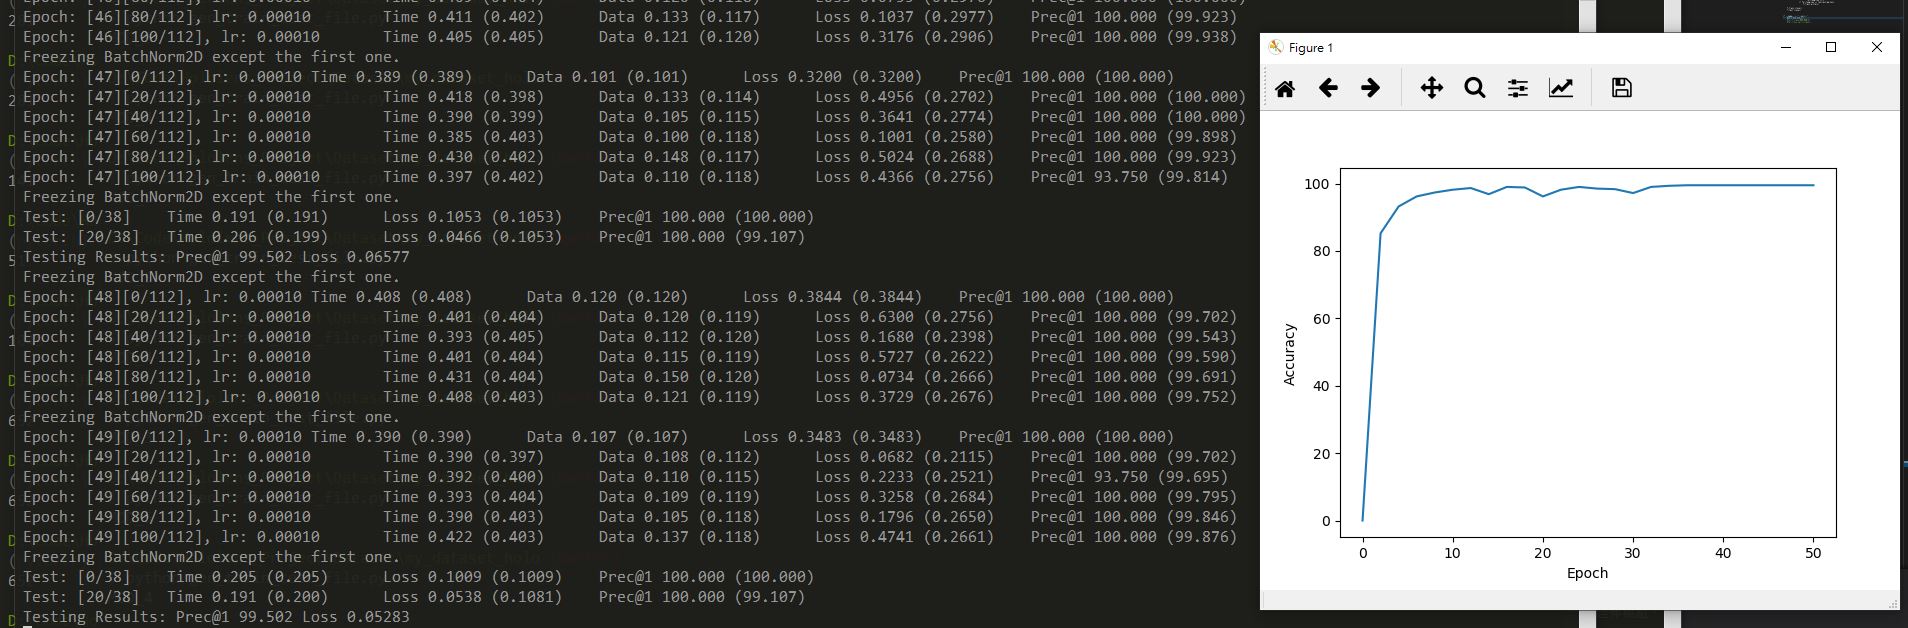 Epoch: [46][80/112], lr: 0.00010 Time 0.411 (0.402) Data 0.133 (0.117) Loss 0.1037 (0.2977) Prec@1 100.000 (99.923)
Epoch: [46][100/112], lr: 0.00010 Time 0.405 (0.405) Data 0.121 (0.120) Loss 0.3176 (0.2906) Prec@1 100.000 (99.938)
Freezing BatchNorm2D except the first one.
Epoch: [47][0/112], lr: 0.00010 Time 0.389 (0.389) Data 0.101 (0.101) Loss 0.3200 (0.3200) Prec@1 100.000 (100.000)
Epoch: [47][20/112], lr: 0.00010 Time 0.418 (0.398) Data 0.133 (0.114) Loss 0.4956 (0.2702) Prec@1 100.000 (100.000)
Epoch: [47][40/112], lr: 0.00010 Time 0.390 (0.399) Data 0.105 (0.115) Loss 0.3641 (0.2774) Prec@1 100.000 (100.000)
Epoch: [47][60/112], lr: 0.00010 Time 0.385 (0.403) Data 0.100 (0.118) Loss 0.1001 (0.2580) Prec@1 100.000 (99.898)
Epoch: [47][80/112], lr: 0.00010 Time 0.430 (0.402) Data 0.148 (0.117) Loss 0.5024 (0.2688) Prec@1 100.000 (99.923)
Epoch: [47][100/112], lr: 0.00010 Time 0.397 (0.402) Data 0.110 (0.118) Loss 0.4366 (0.2756) Prec@1 93.750 (99.814)
Freezing BatchNorm2D except the first one.
Test: [0/38] Time 0.191 (0.191) Loss 0.1053 (0.1053) Prec@1 100.000 (100.000)
Test: [20/38] Time 0.206 (0.199) Loss 0.0466 (0.1053) Prec@1 100.000 (99.107)
Testing Results: Prec@1 99.502 Loss 0.06577
Freezing BatchNorm2D except the first one.
Epoch: [48][0/112], lr: 0.00010 Time 0.408 (0.408) Data 0.120 (0.120) Loss 0.3844 (0.3844) Prec@1 100.000 (100.000)
Epoch: [48][20/112], lr: 0.00010 Time 0.401 (0.404) Data 0.120 (0.119) Loss 0.6300 (0.2756) Prec@1 100.000 (99.702)
Epoch: [48][40/112], lr: 0.00010 Time 0.393 (0.405) Data 0.112 (0.120) Loss 0.1680 (0.2398) Prec@1 100.000 (99.543)
Epoch: [48][60/112], lr: 0.00010 Time 0.401 (0.404) Data 0.115 (0.119) Loss 0.5727 (0.2622) Prec@1 100.000 (99.590)
Epoch: [48][80/112], lr: 0.00010 Time 0.431 (0.404) Data 0.150 (0.120) Loss 0.0734 (0.2666) Prec@1 100.000 (99.691)
Epoch: [48][100/112], lr: 0.00010 Time 0.408 (0.403) Data 0.121 (0.119) Loss 0.3729 (0.2676) Prec@1 100.000 (99.752)
Freezing BatchNorm2D except the first one.
Epoch: [49][0/112], lr: 0.00010 Time 0.390 (0.390) Data 0.107 (0.107) Loss 0.3483 (0.3483) Prec@1 100.000 (100.000)
Epoch: [49][20/112], lr: 0.00010 Time 0.390 (0.397) Data 0.108 (0.112) Loss 0.0682 (0.2115) Prec@1 100.000 (99.702)
Epoch: [49][40/112], lr: 0.00010 Time 0.392 (0.400) Data 0.110 (0.115) Loss 0.2233 (0.2521) Prec@1 93.750 (99.695)
Epoch: [49][60/112], lr: 0.00010 Time 0.393 (0.404) Data 0.109 (0.119) Loss 0.3258 (0.2684) Prec@1 100.000 (99.795)
Epoch: [49][80/112], lr: 0.00010 Time 0.390 (0.403) Data 0.105 (0.118) Loss 0.1796 (0.2650) Prec@1 100.000 (99.846)
Epoch: [49][100/112], lr: 0.00010 Time 0.422 (0.403) Data 0.137 (0.118) Loss 0.4741 (0.2661) Prec@1 100.000 (99.876)
Freezing BatchNorm2D except the first one.
Test: [0/38] Time 0.205 (0.205) Loss 0.1009 (0.1009) Prec@1 100.000 (100.000)
Test: [20/38] Time 0.191 (0.200) Loss 0.0538 (0.1081) Prec@1 100.000 (99.107)
Testing Results: Prec@1 99.502 Loss 0.05283
Figure 1
100
80
60
40
20
0
Accuracy
0 10 20 30 40 50
Epoch